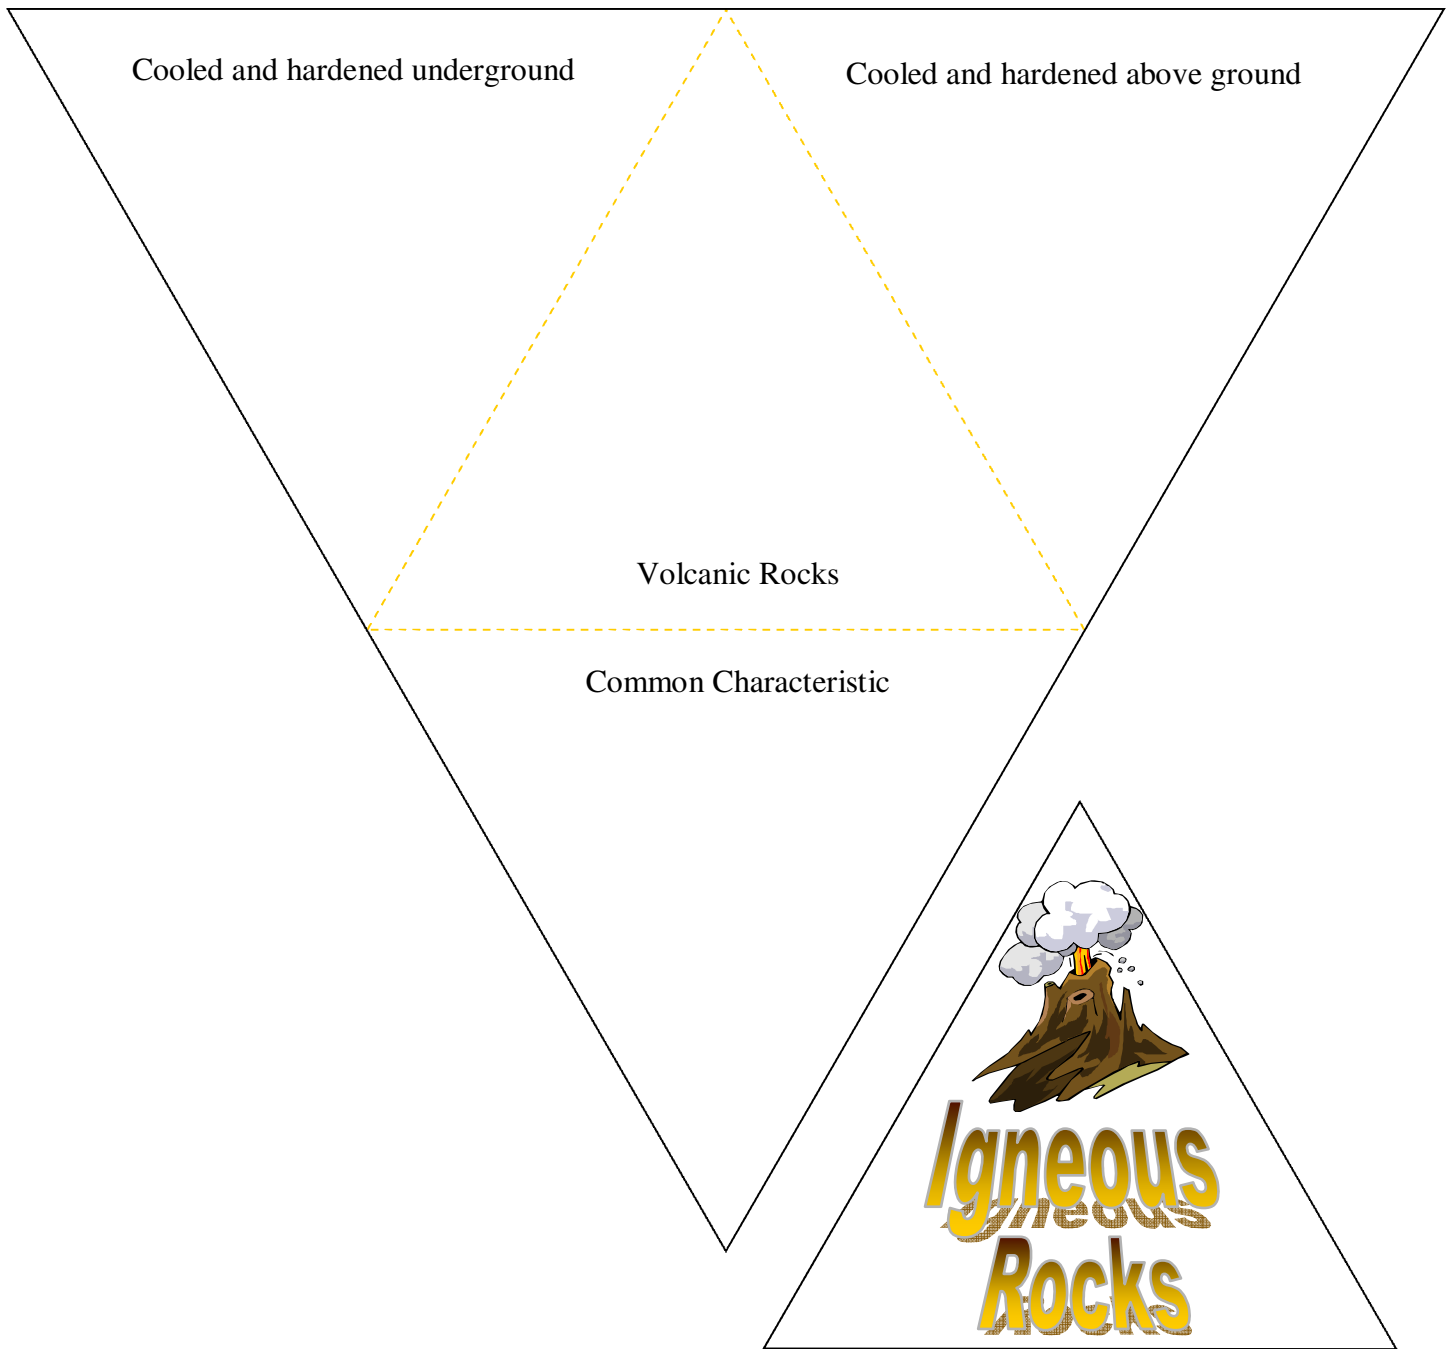 Cooled and hardened underground
Cooled and hardened above ground
Volcanic Rocks
Common Characteristic
Igneous
Rocks